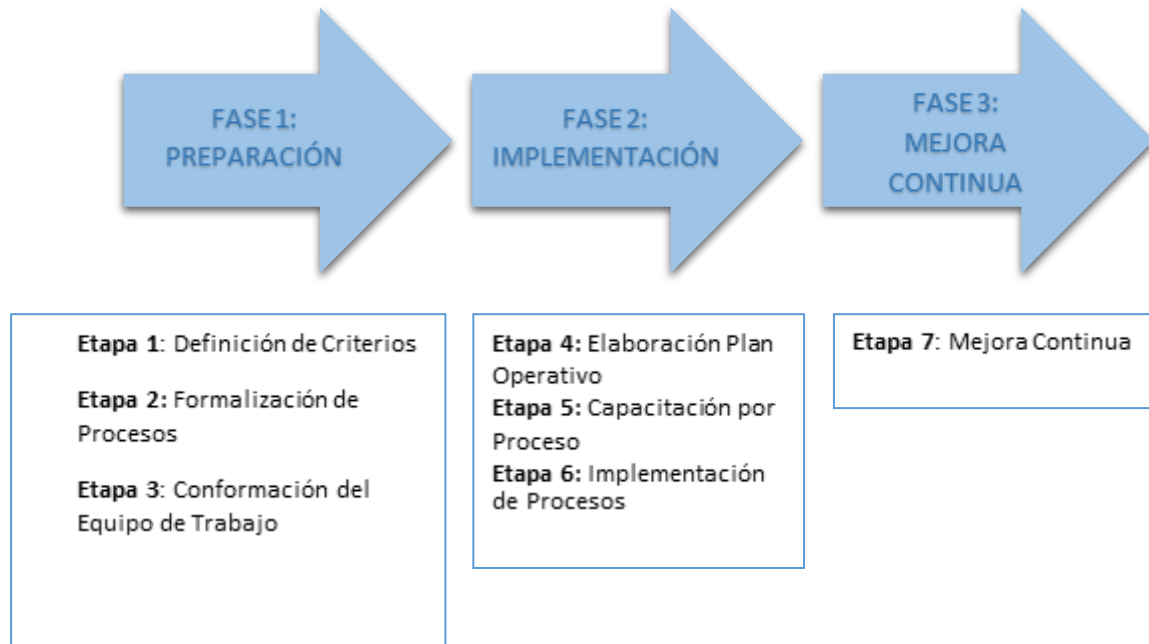 FASE 1:
PREPARACIÓN
FASE 2:
IMPLEMENTACIÓN
FASE 3:
MEJORA
CONTINUA
Etapa 1: Definición de Criterios
Etapa 2: Formalización de
Procesos
Etapa 3: Conformación del
Equipo de Trabajo
Etapa 4: Elaboración Plan
Operativo
Etapa 5: Capacitación por
Proceso
Etapa 6: Implementación
de Procesos
Etapa 7: Mejora Continua